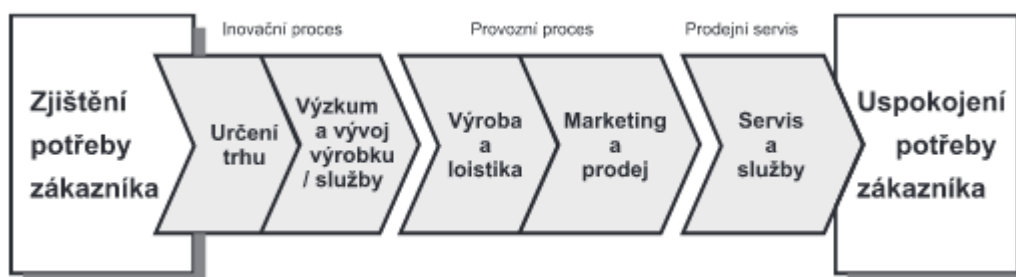 Inovační proces
Provozní proces
Prodejní servis
Zjištění
potřeby
zákazníka
Určení
trhu
Výzkum
a vývoj
výrobku
/ služby
Výroba
a
loistika
Marketing
a
prodej
Servis
a
služby
Uspokojení
potřeby
zákazníka